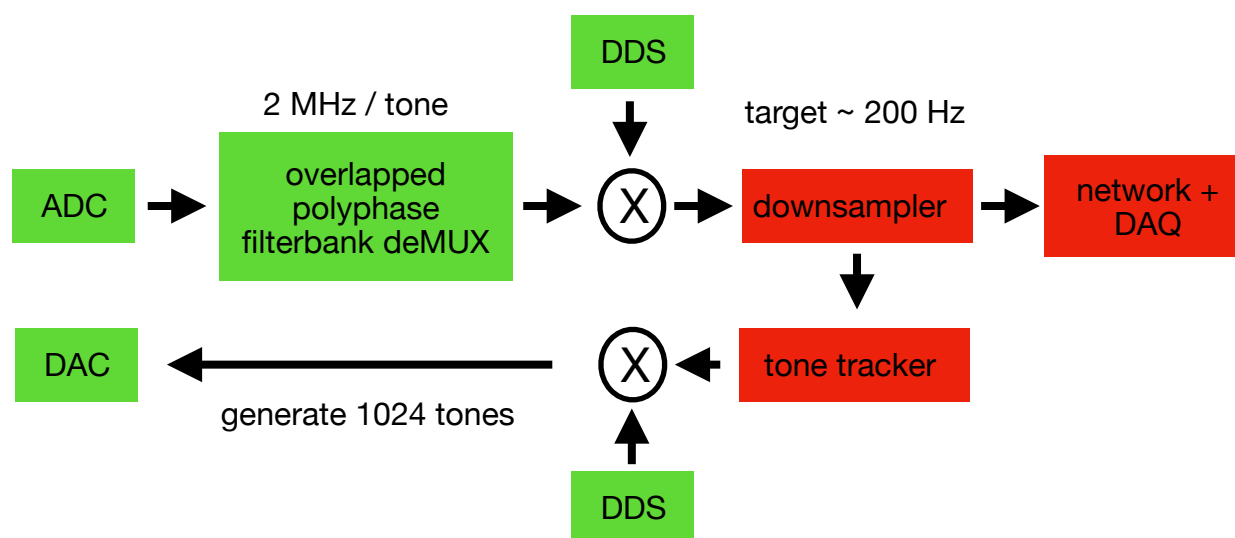 DDS
2 MHz / tone
target ~ 200 Hz
ADC
overlapped
polyphase
filterbank deMUX
X
downsampler
network +
DAQ
DAC
X
tone tracker
generate 1024 tones
DDS